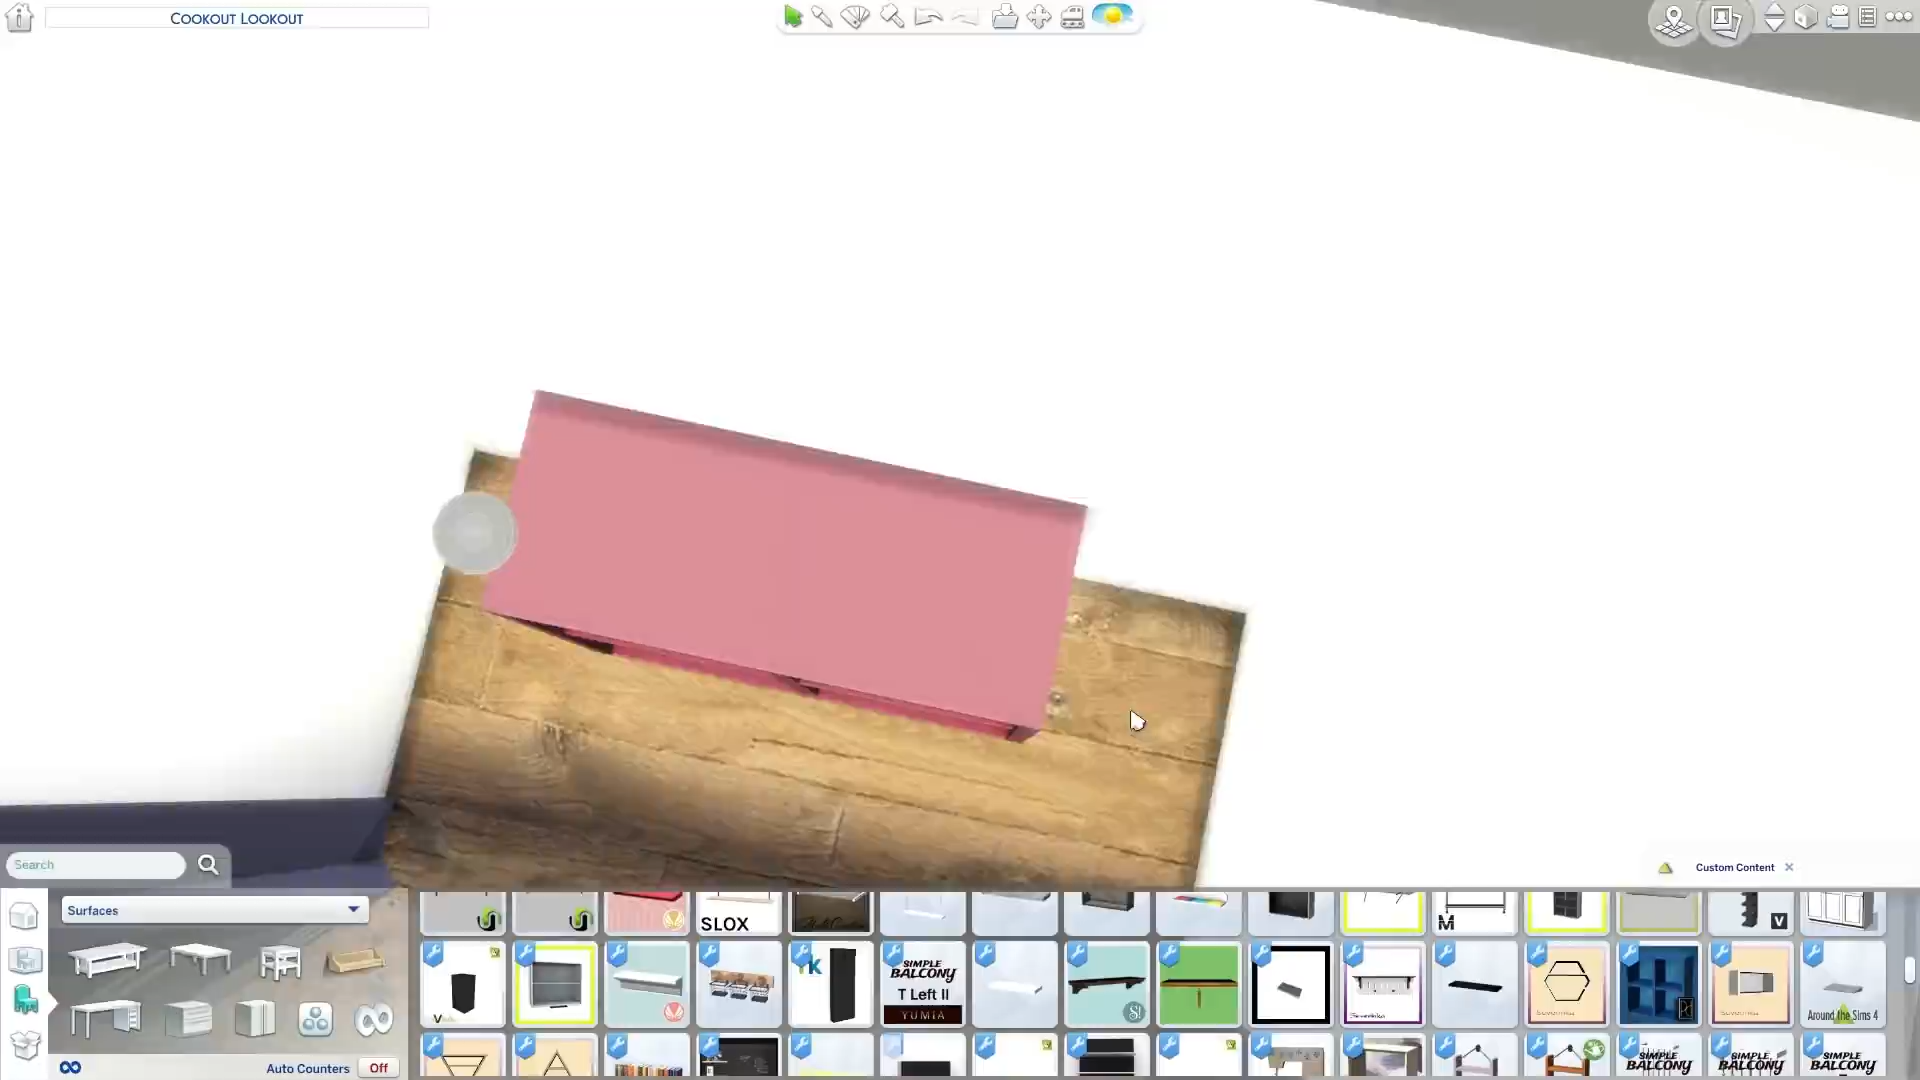 Cookout Lookout
Search
Custom Content
Surfaces
SLOX
M
V
SIMPLE
BALCONY
T Left II
YUMIA
Around the Sims 4
Auto Counters
Off
SIMPLE
BALCONY
SIMPLE
BALCONY
SIMPLE
BALCONY